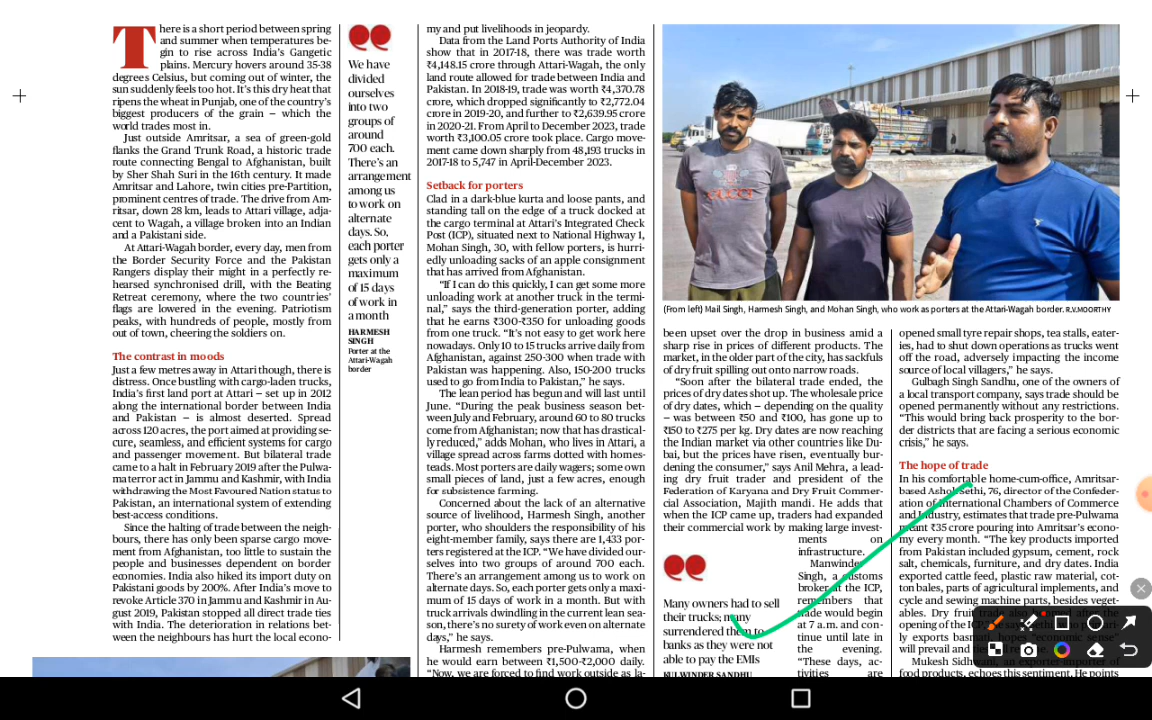 There is a short period between spring
and summer when temperatures be-
gin to rise across India's Gangetic
plains. Mercury hovers around 35-38
degrees Celsius, but coming out of winter, the
sun suddenly feels too hot. It's this dry heat that
ripens the wheat in Punjab, one of the country's
biggest producers of the grain — which the
world trades most in.
Just outside Amritsar, a sea of green-gold
flanks the Grand Trunk Road, a historic trade
route connecting Bengal to Afghanistan, built
by Sher Shah Suri in the 16th century. It made
Amritsar and Lahore, twin cities pre-Partition,
prominent centres of trade. The drive from Am-
ritsar, down 28 km, leads to Attari village, adja-
cent to Wagah, a village broken into an Indian
and a Pakistani side.
At Attari-Wagah border, every day, men from
the Border Security Force and the Pakistan
Rangers display their might in a perfectly re-
hearsed synchronised drill, with the Beating
Retreat ceremony, where the two countries'
flags are lowered in the evening. Patriotism
peaks, with hundreds of people, mostly from
out of town, cheering the soldiers on.
The contrast in moods
Just a few metres away in Attari though, there is
distress. Once bustling with cargo-laden trucks,
India's first land port at Attari — set up in 2012
along the international border between India
and Pakistan — is almost deserted. Spread
across 120 acres, the port aimed at providing se-
cure, seamless, and efficient systems for cargo
and passenger movement. But bilateral trade
came to a halt in February 2019 after the Pulwa-
ma terror act in Jammu and Kashmir, with India
withdrawing the Most Favoured Nation status to
Pakistan, an international system of extending
best-access conditions.
Since the halting of trade between the neigh-
bours, there has only been sparse cargo move-
ment from Afghanistan, too little to sustain the
people and businesses dependent on border
economies. India also hiked its import duty on
Pakistani goods by 200%. After India's move to
revoke Article 370 in Jammu and Kashmir in Au-
gust 2019, Pakistan stopped all direct trade ties
with India. The deterioration in relations bet-
ween the neighbours has hurt the local econo-
We have
divided
ourselves
into two
groups of
around
700 each.
There's an
arrangement
among us
to work on
alternate
days. So,
each porter
gets only a
maximum
of 15 days
of work in
a month
HARMESH
SINGH
Porter at the
Attari-Wagah
border
my and put livelihoods in jeopardy.
Data from the Land Ports Authority of India
show that in 2017-18, there was trade worth
₹4,148.15 crore through Attari-Wagah, the only
land route allowed for trade between India and
Pakistan. In 2018-19, trade was worth ₹4,370.78
crore, which dropped significantly to ₹2,772.04
crore in 2019-20, and further to ₹2,639.95 crore
in 2020-21. From April to December 2023, trade
worth ₹3,100.05 crore took place. Cargo move-
ment came down sharply from 48,193 trucks in
2017-18 to 5,747 in April-December 2023.
Setback for porters
Clad in a dark-blue kurta and loose pants, and
standing tall on the edge of a truck docked at
the cargo terminal at Attari's Integrated Check
Post (ICP), situated next to National Highway 1,
Mohan Singh, 30, with fellow porters, is hurri-
edly unloading sacks of an apple consignment
that has arrived from Afghanistan.
"If I can do this quickly, I can get some more
unloading work at another truck in the termi-
nal," says the third-generation porter, adding
that he earns ₹300-₹350 for unloading goods
from one truck. "It's not easy to get work here
nowadays. Only 10 to 15 trucks arrive daily from
Afghanistan, against 250-300 when trade with
Pakistan was happening. Also, 150-200 trucks
used to go from India to Pakistan," he says.
The lean period has begun and will last until
June. "During the peak business season bet-
ween July and February, around 60 to 80 trucks
come from Afghanistan; now that has drastical-
ly reduced," adds Mohan, who lives in Attari, a
village spread across farms dotted with homes-
teads. Most porters are daily wagers; some own
small pieces of land, just a few acres, enough
for subsistence farming.
Concerned about the lack of an alternative
source of livelihood, Harmesh Singh, another
porter, who shoulders the responsibility of his
eight-member family, says there are 1,433 por-
ters registered at the ICP. "We have divided our-
selves into two groups of around 700 each.
There's an arrangement among us to work on
alternate days. So, each porter gets only a maxi-
mum of 15 days of work in a month. But with
truck arrivals dwindling in the current lean sea-
son, there's no surety of work even on alternate
days," he says.
Harmesh remembers pre-Pulwama, when
he would earn between ₹1,500-₹2,000 daily.
"Now, we are forced to find work outside as la-
(From left) Mail Singh, Harmesh Singh, and Mohan Singh, who work as porters at the Attari-Wagah border. R.V.MOORTHY
been upset over the drop in business amid a
sharp rise in prices of different products. The
market, in the older part of the city, has sackfuls
of dry fruit spilling out onto narrow roads.
"Soon after the bilateral trade ended, the
prices of dry dates shot up. The wholesale price
of dry dates, which — depending on the quality
— was between ₹50 and ₹100, has gone up to
₹150 to ₹275 per kg. Dry dates are now reaching
the Indian market via other countries like Du-
bai, but the prices have risen, eventually bur-
dening the consumer," says Anil Mehra, a lead-
ing dry fruit trader and president of the
Federation of Karyana and Dry Fruit Commer-
cial Association, Majith mandi. He adds that
when the ICP came up, traders had expanded
their commercial work by making large invest-
ments on
infrastructure.
Manwinder
Singh, a customs
broker at the ICP,
remembers that
trade would begin
at 7 a.m. and con-
tinue until late in
the evening.
"These days, ac-
tivities are
Many owners had to sell
their trucks; many
surrendered them to
banks as they were not
able to pay the EMIs
KULWINDER SANDHU
opened small tyre repair shops, tea stalls, eater-
ies, had to shut down operations as trucks went
off the road, adversely impacting the income
source of local villagers," he says.
Gulbagh Singh Sandhu, one of the owners of
a local transport company, says trade should be
opened permanently without any restrictions.
"This would bring back prosperity to the bor-
der districts that are facing a serious economic
crisis," he says.
The hope of trade
In his comfortable home-cum-office, Amritsar-
based Ashok Sethi, 76, director of the Confeder-
ation of International Chambers of Commerce
and Industry, estimates that trade pre-Pulwama
meant ₹35 crore pouring into Amritsar's econo-
my every month. "The key products imported
from Pakistan included gypsum, cement, rock
salt, chemicals, furniture, and dry dates. India
exported cattle feed, plastic raw material, cot-
ton bales, parts of agricultural implements, and
cycle and sewing machine parts, besides veget-
ables. Dry fruit trade also boomed after the
opening of the ICP," he says. Sethi, who primari-
ly exports basmati, hopes "economic sense"
will prevail and
Mukesh Sidhwani, an exporter-importer of
food products, echoes this sentiment. He points